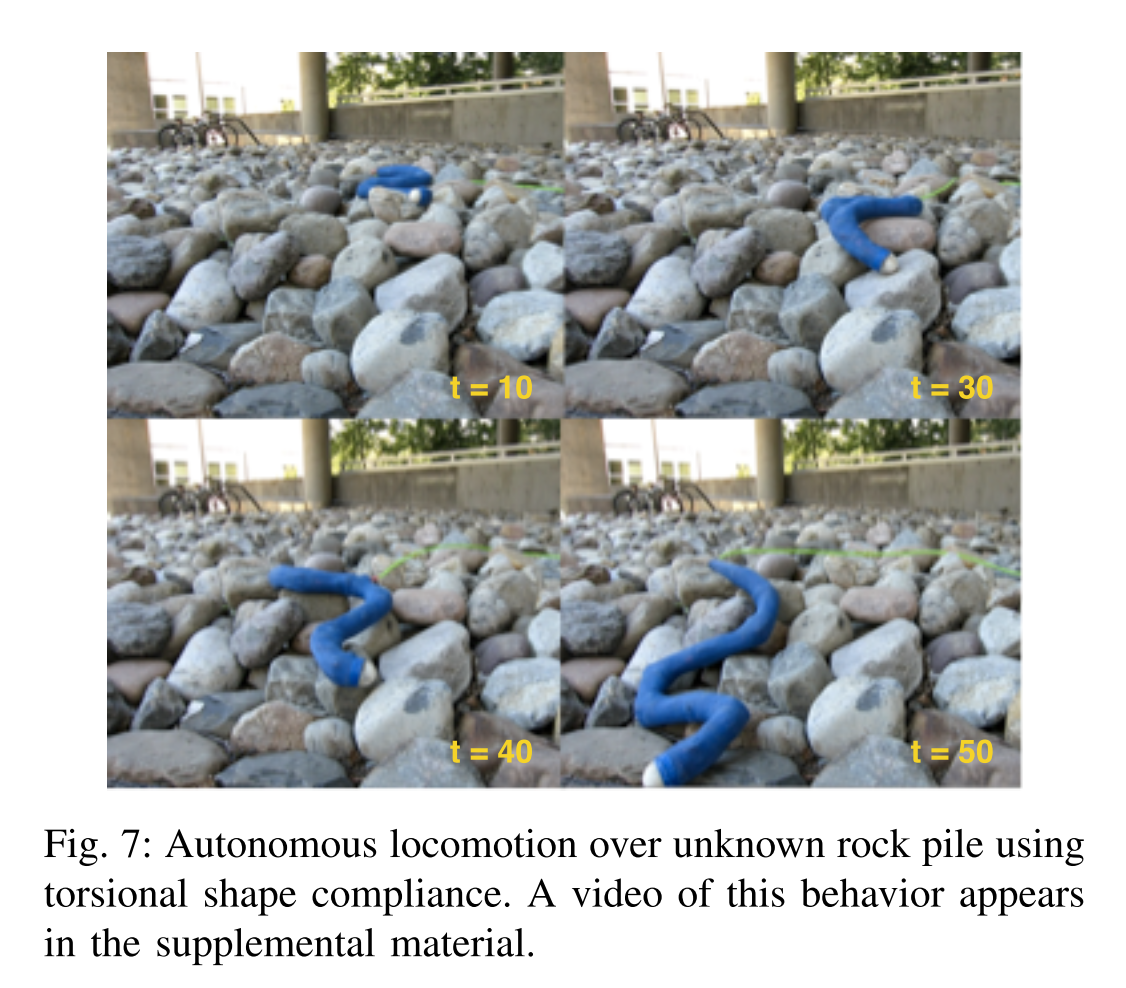 t = 10
t = 30
t = 40
t = 50
Fig. 7: Autonomous locomotion over unknown rock pile using
torsional shape compliance. A video of this behavior appears
in the supplemental material.